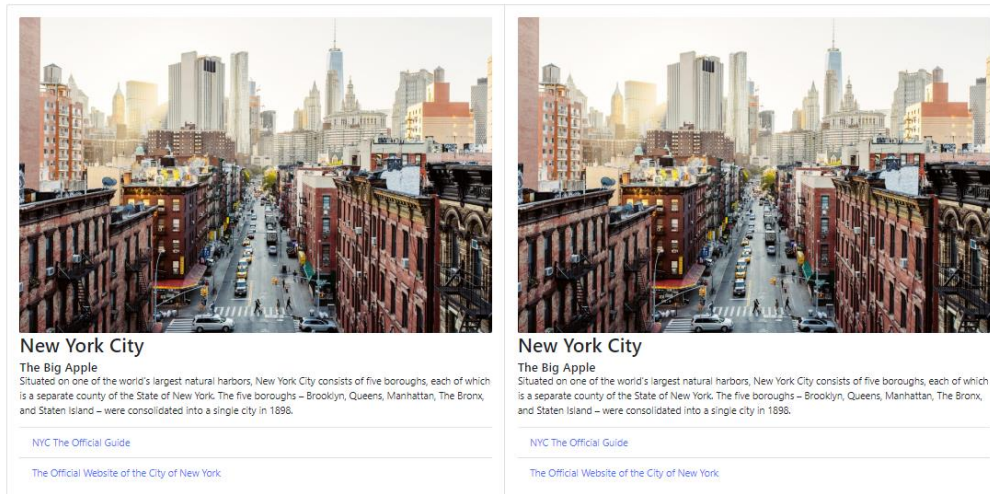 New York City
The Big Apple
Situated on one of the world's largest natural harbors, New York City consists of five boroughs, each of which
is a separate county of the State of New York. The five boroughs – Brooklyn, Queens, Manhattan, The Bronx,
and Staten Island – were consolidated into a single city in 1898.
NYC The Official Guide
The Official Website of the City of New York
New York City
The Big Apple
Situated on one of the world's largest natural harbors, New York City consists of five boroughs, each of which
is a separate county of the State of New York. The five boroughs – Brooklyn, Queens, Manhattan, The Bronx,
and Staten Island – were consolidated into a single city in 1898.
NYC The Official Guide
The Official Website of the City of New York